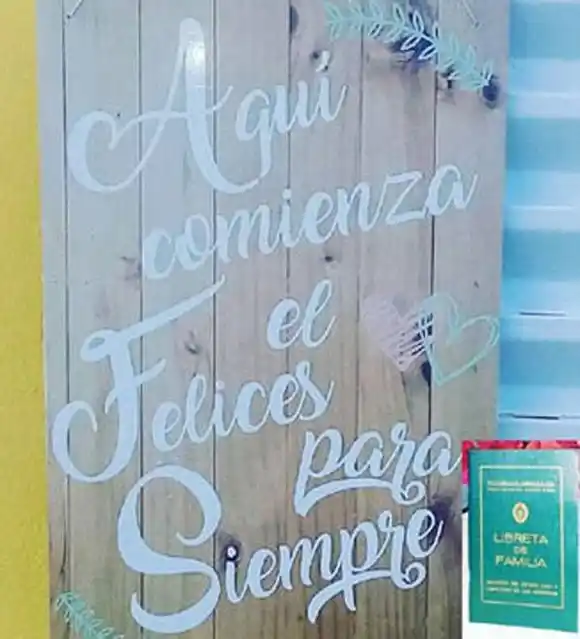 Aquí
comienza
el
Felices
para
Siempre
LIBRETA
DE
FAMILIA